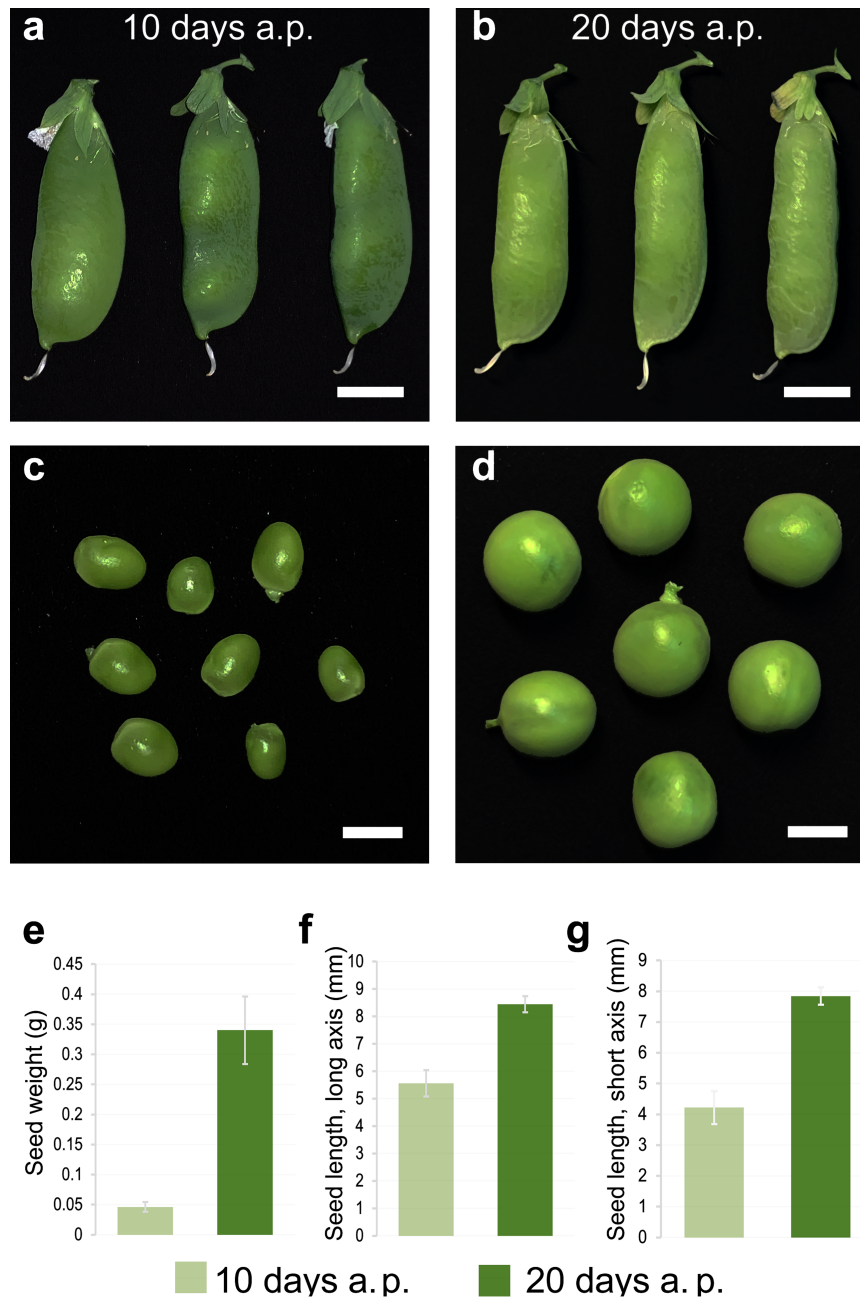 a 10 days a.p.
b 20 days a.p.
c
d
e
Seed weight (g)
0.45
0.4
0.35
0.3
0.25
0.2
0.15
0.1
0.05
0
f
Seed length, long axis (mm)
10
9
8
7
6
5
4
3
2
1
0
g
Seed length, short axis (mm)
9
8
7
6
5
4
3
2
1
0
10 days a.p.
20 days a.p.